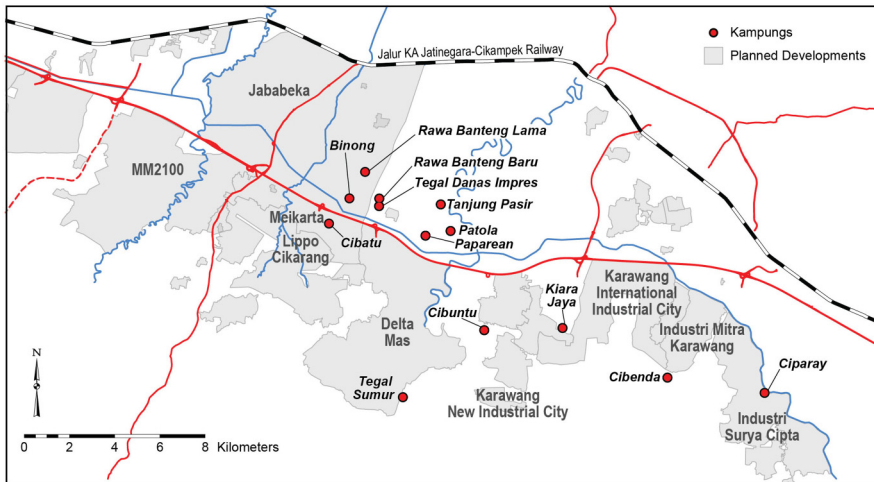 Jalur KA Jatinegara-Cikampek Railway
Kampungs
Planned Developments
Jababeka
Rawa Banteng Lama
Binong
Rawa Banteng Baru
MM2100
Tegal Danas Impres
Tanjung Pasir
Meikarta
Cibatu
Patola
Paparean
Lippo
Cikarang
Karawang
International
Industrial City
Kiara
Jaya
Delta
Mas
Cibuntu
Industri Mitra
Karawang
N
Tegal
Sumur
Cibenda
Ciparay
Karawang
New Industrial City
Industri
Surya Cipta
0 2 4 6 8 Kilometers